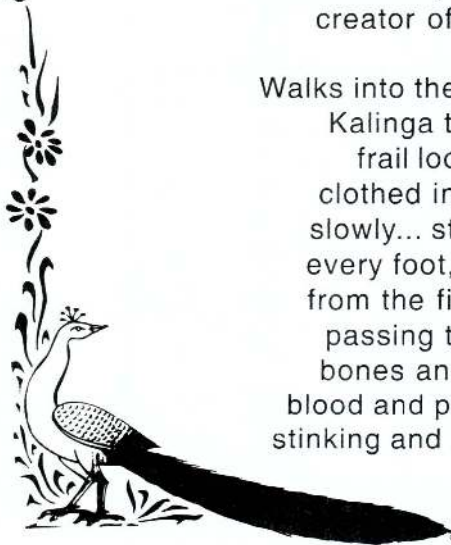 creator of
Walks into the
Kalinga t
frail loo
clothed in
slowly... st
every foot,
from the fi
passing t
bones an
blood and p
stinking and